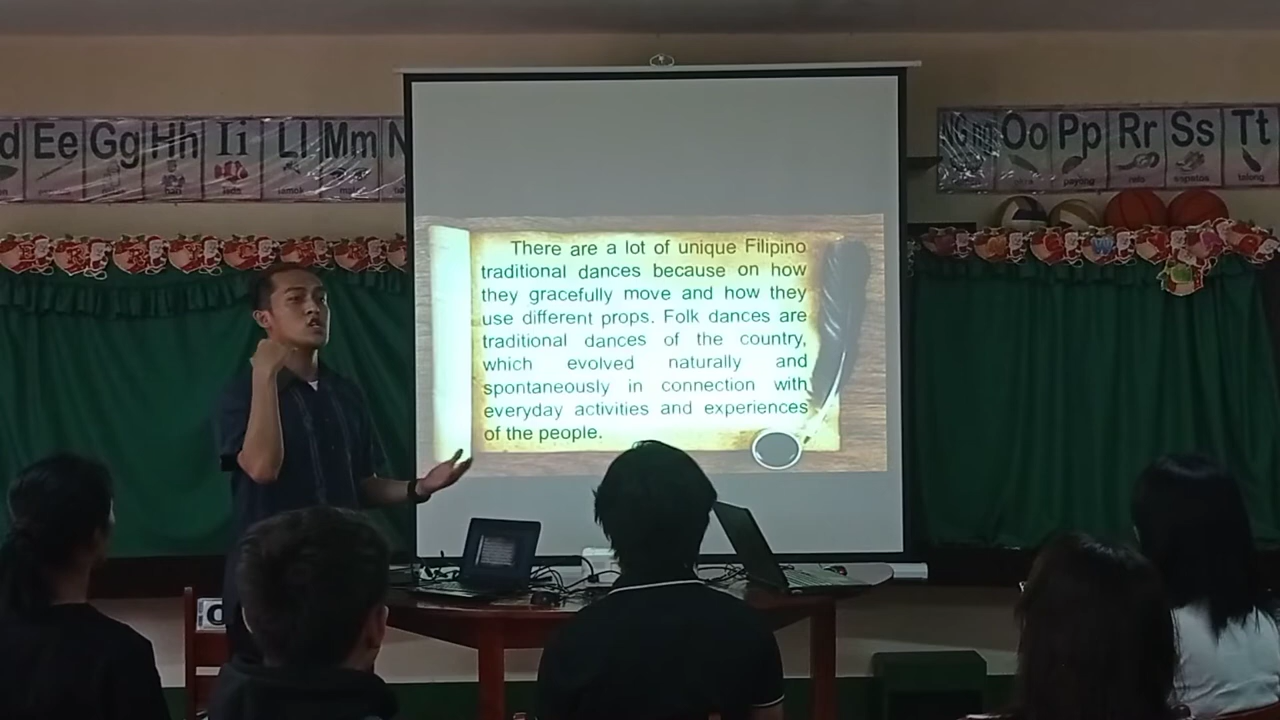 d Ee Gg Hh Ii Ll Mm N
NG ng Oo Pp Rr Ss Tt
There are a lot of unique Filipino
traditional dances because on how
they gracefully move and how they
use different props. Folk dances are
traditional dances of the country,
which evolved naturally and
spontaneously in connection with
everyday activities and experiences
of the people.